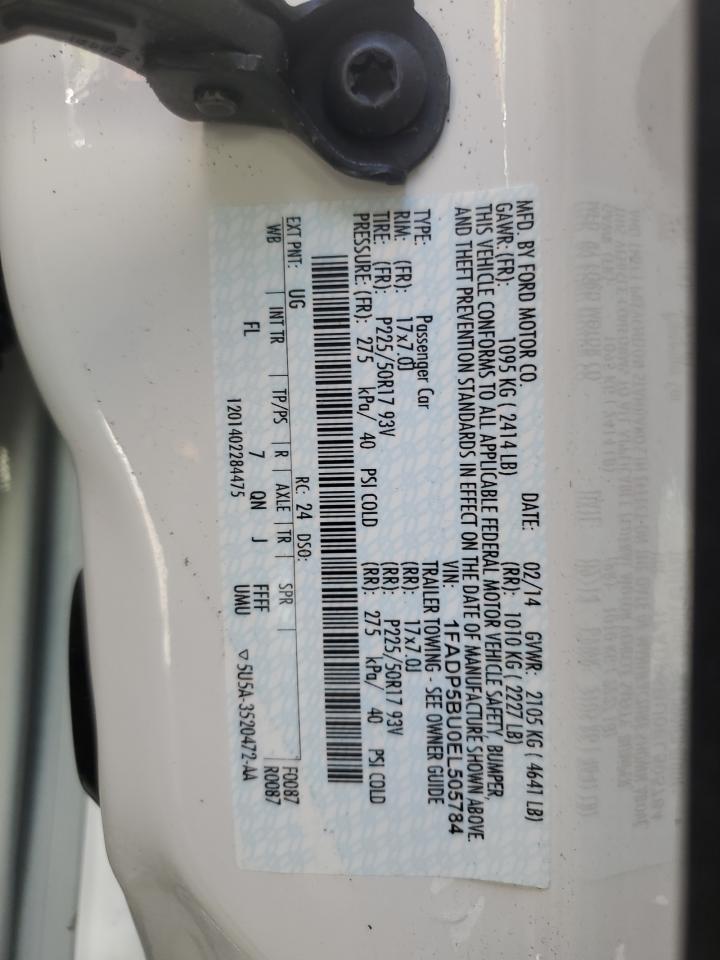 MFD. BY FORD MOTOR CO. DATE: 02/14 GVWR: 2105 KG ( 4641 LB)
GAWR: (FR): 1095 KG ( 2414 LB) (RR): 1010 KG ( 2227 LB)
THIS VEHICLE CONFORMS TO ALL APPLICABLE FEDERAL MOTOR VEHICLE SAFETY, BUMPER,
AND THEFT PREVENTION STANDARDS IN EFFECT ON THE DATE OF MANUFACTURE SHOWN ABOVE.
VIN: 1FADP5BU0EL505784
TYPE: Passenger Car TRAILER TOWING - SEE OWNER GUIDE
RIM: (FR): 17x7.0J (RR): 17x7.0J
TIRE: (FR): P225/50R17 93V (RR): P225/50R17 93V
PRESSURE: (FR): 275 kPa/ 40 PSI COLD (RR): 275 kPa/ 40 PSI COLD
EXT PNT: UG RC: 24 DSO: F0087
WB | INT TR | TP/PS | R | AXLE | TR | SPR | R0087
FL 7 QN J FFFF
1201402284475 UMU ▽ 5U5A-3520472-AA